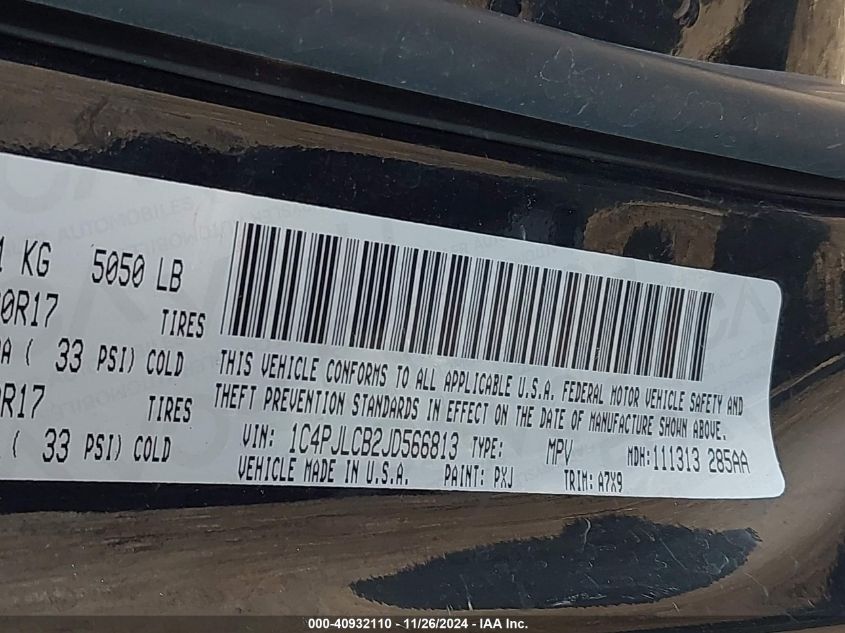 1 KG 5050 LB
0R17 TIRES
A ( 33 PSI) COLD
0R17 TIRES
( 33 PSI) COLD
THIS VEHICLE CONFORMS TO ALL APPLICABLE U.S.A. FEDERAL MOTOR VEHICLE SAFETY AND
THEFT PREVENTION STANDARDS IN EFFECT ON THE DATE OF MANUFACTURE SHOWN ABOVE.
VIN: 1C4PJLCB2JD566813 TYPE: MPV MDH:111313 285AA
VEHICLE MADE IN U.S.A. PAINT: PXJ TRIM: A7X9
000-40932110 - 11/26/2024 - IAA Inc.